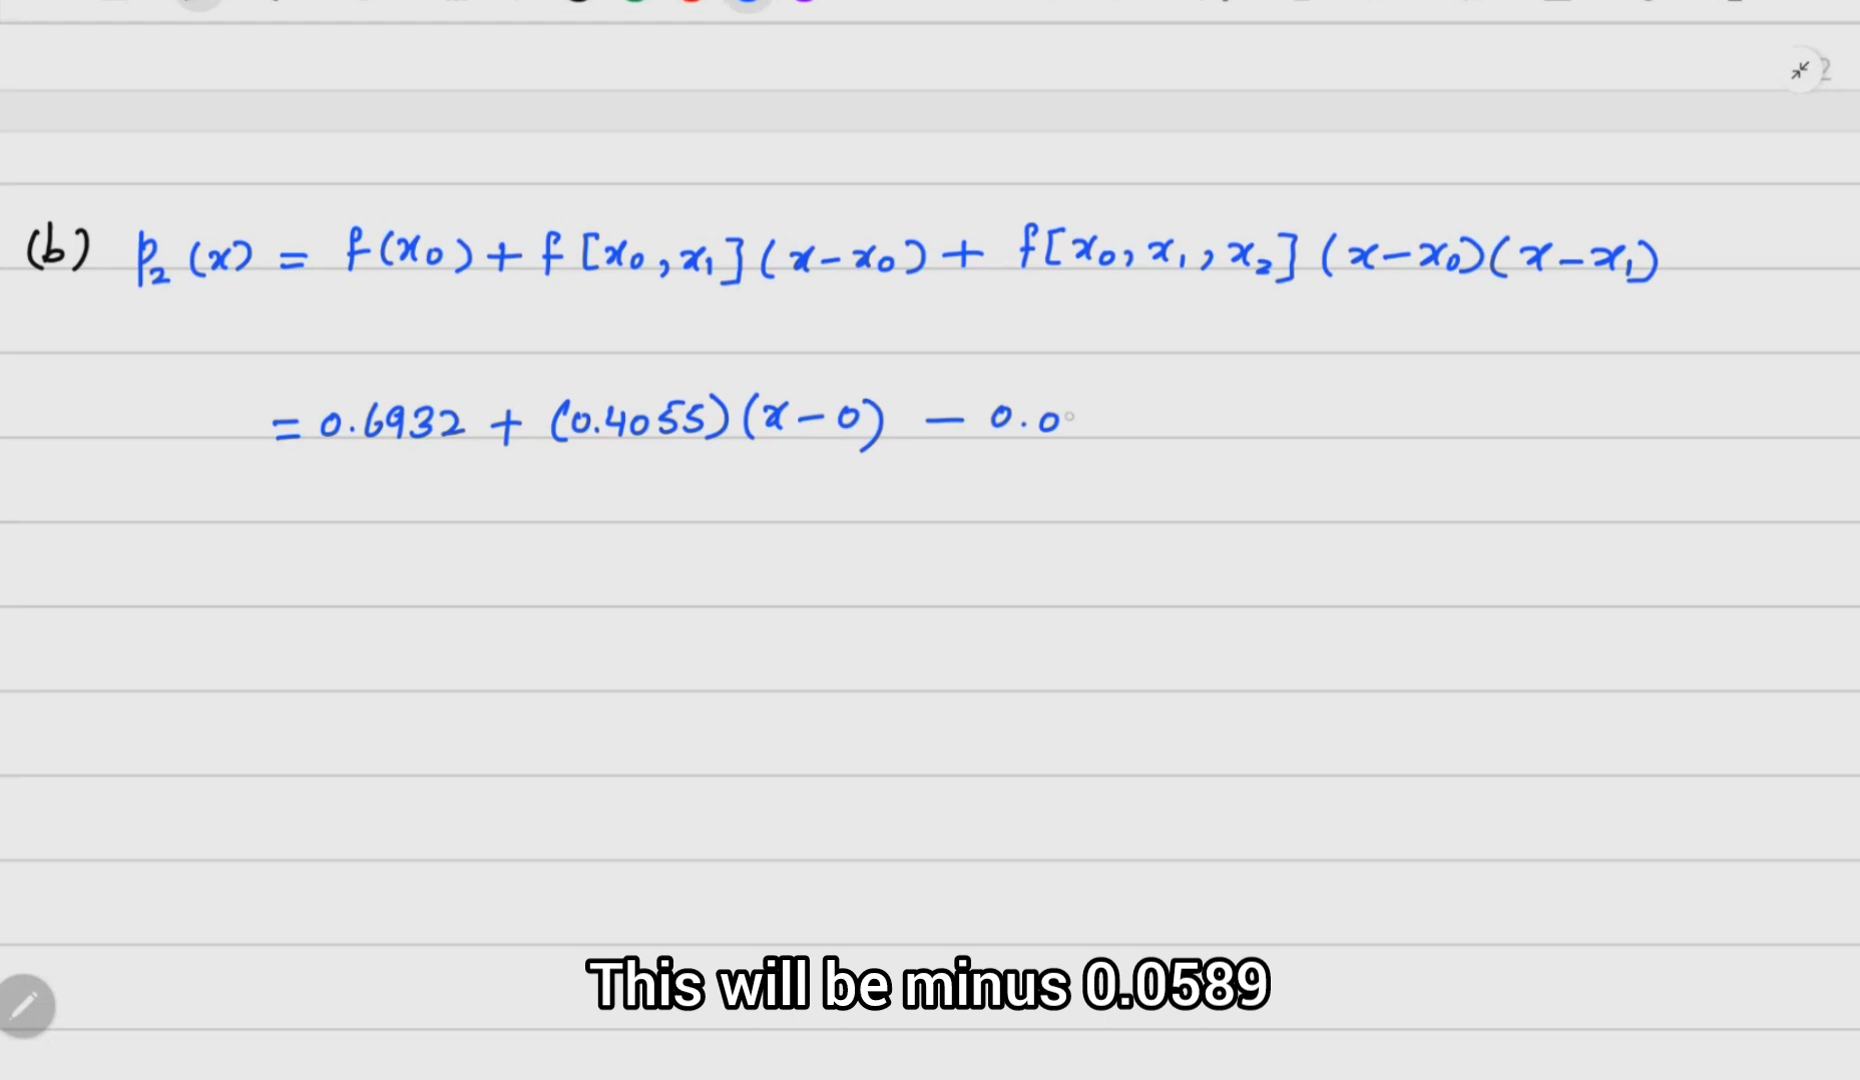 2
(b) P₂(x) = f(x₀) + f[x₀, x₁](x-x₀) + f[x₀, x₁, x₂](x-x₀)(x-x₁)
= 0.6932 + (0.4055)(x-0) - 0.0
This will be minus 0.0589